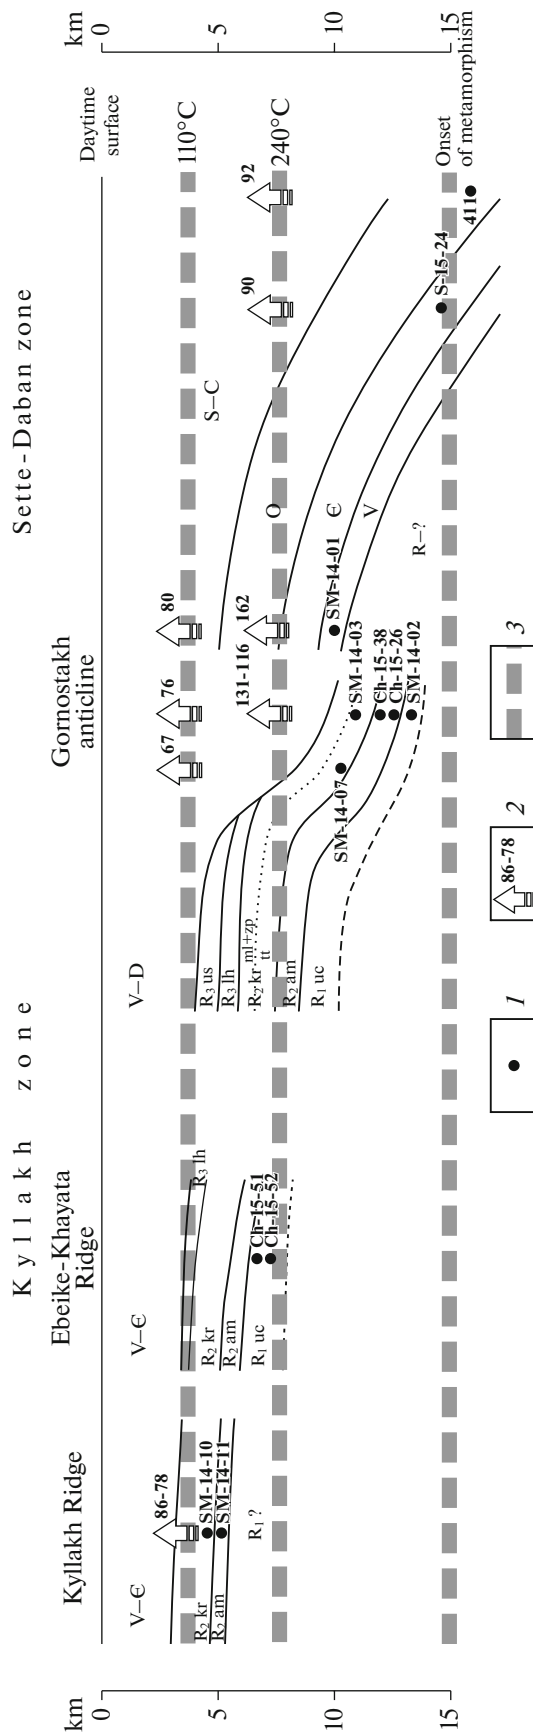 Kyllakh zone
Sette-Daban zone
Kyllakh Ridge
Ebeike-Khayata
Ridge
Gornostakh
anticline
km
0
5
10
15
km
0
5
10
15
Daytime
surface
110°C
240°C
Onset
of metamorphism
V–Є
V–Є
V–D
S–C
O
Є
V
R–?
R₂ kr
R₂ am
R₁ ?
R₃ lh
R₂ kr
R₂ am
R₁ uc
R₃ us
R₃ lh
R₂ kr
ml+zp
tt
R₂ am
R₁ uc
86-78
67
76
80
131-116
162
90
92
SM-14-10
SM-14-11
Ch-15-51
Ch-15-52
SM-14-07
SM-14-03
Ch-15-38
Ch-15-26
SM-14-02
SM-14-01
S-15-24
411
1
86-78
2
3